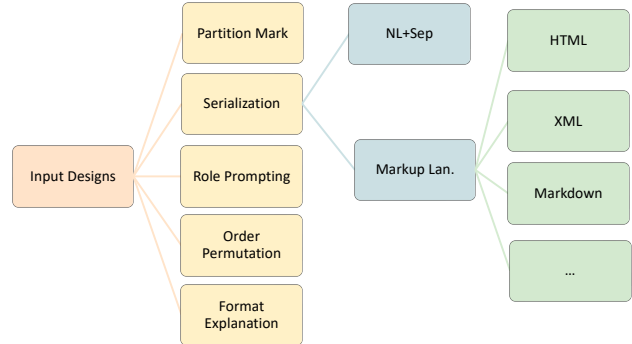 Input Designs
Partition Mark
Serialization
Role Prompting
Order
Permutation
Format
Explanation
NL+Sep
Markup Lan.
HTML
XML
Markdown
...